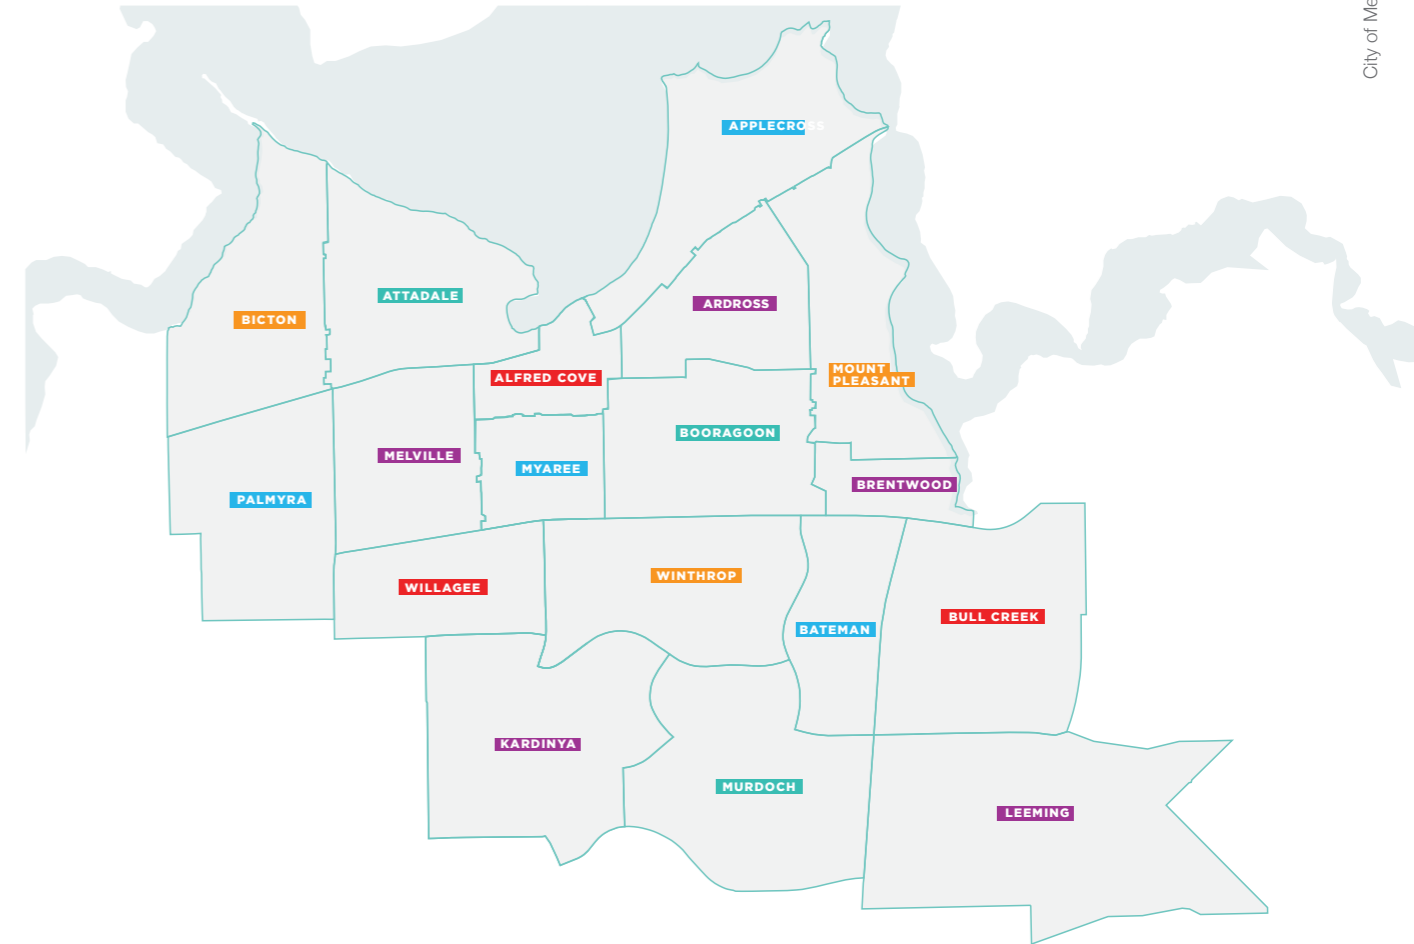 City of Me
APPLECROSS
ATTADALE
BICTON
ARDROSS
MOUNT
PLEASANT
ALFRED COVE
BOORAGOON
MELVILLE
MYAREE
BRENTWOOD
PALMYRA
WINTHROP
WILLAGEE
BULL CREEK
BATEMAN
KARDINYA
MURDOCH
LEEMING